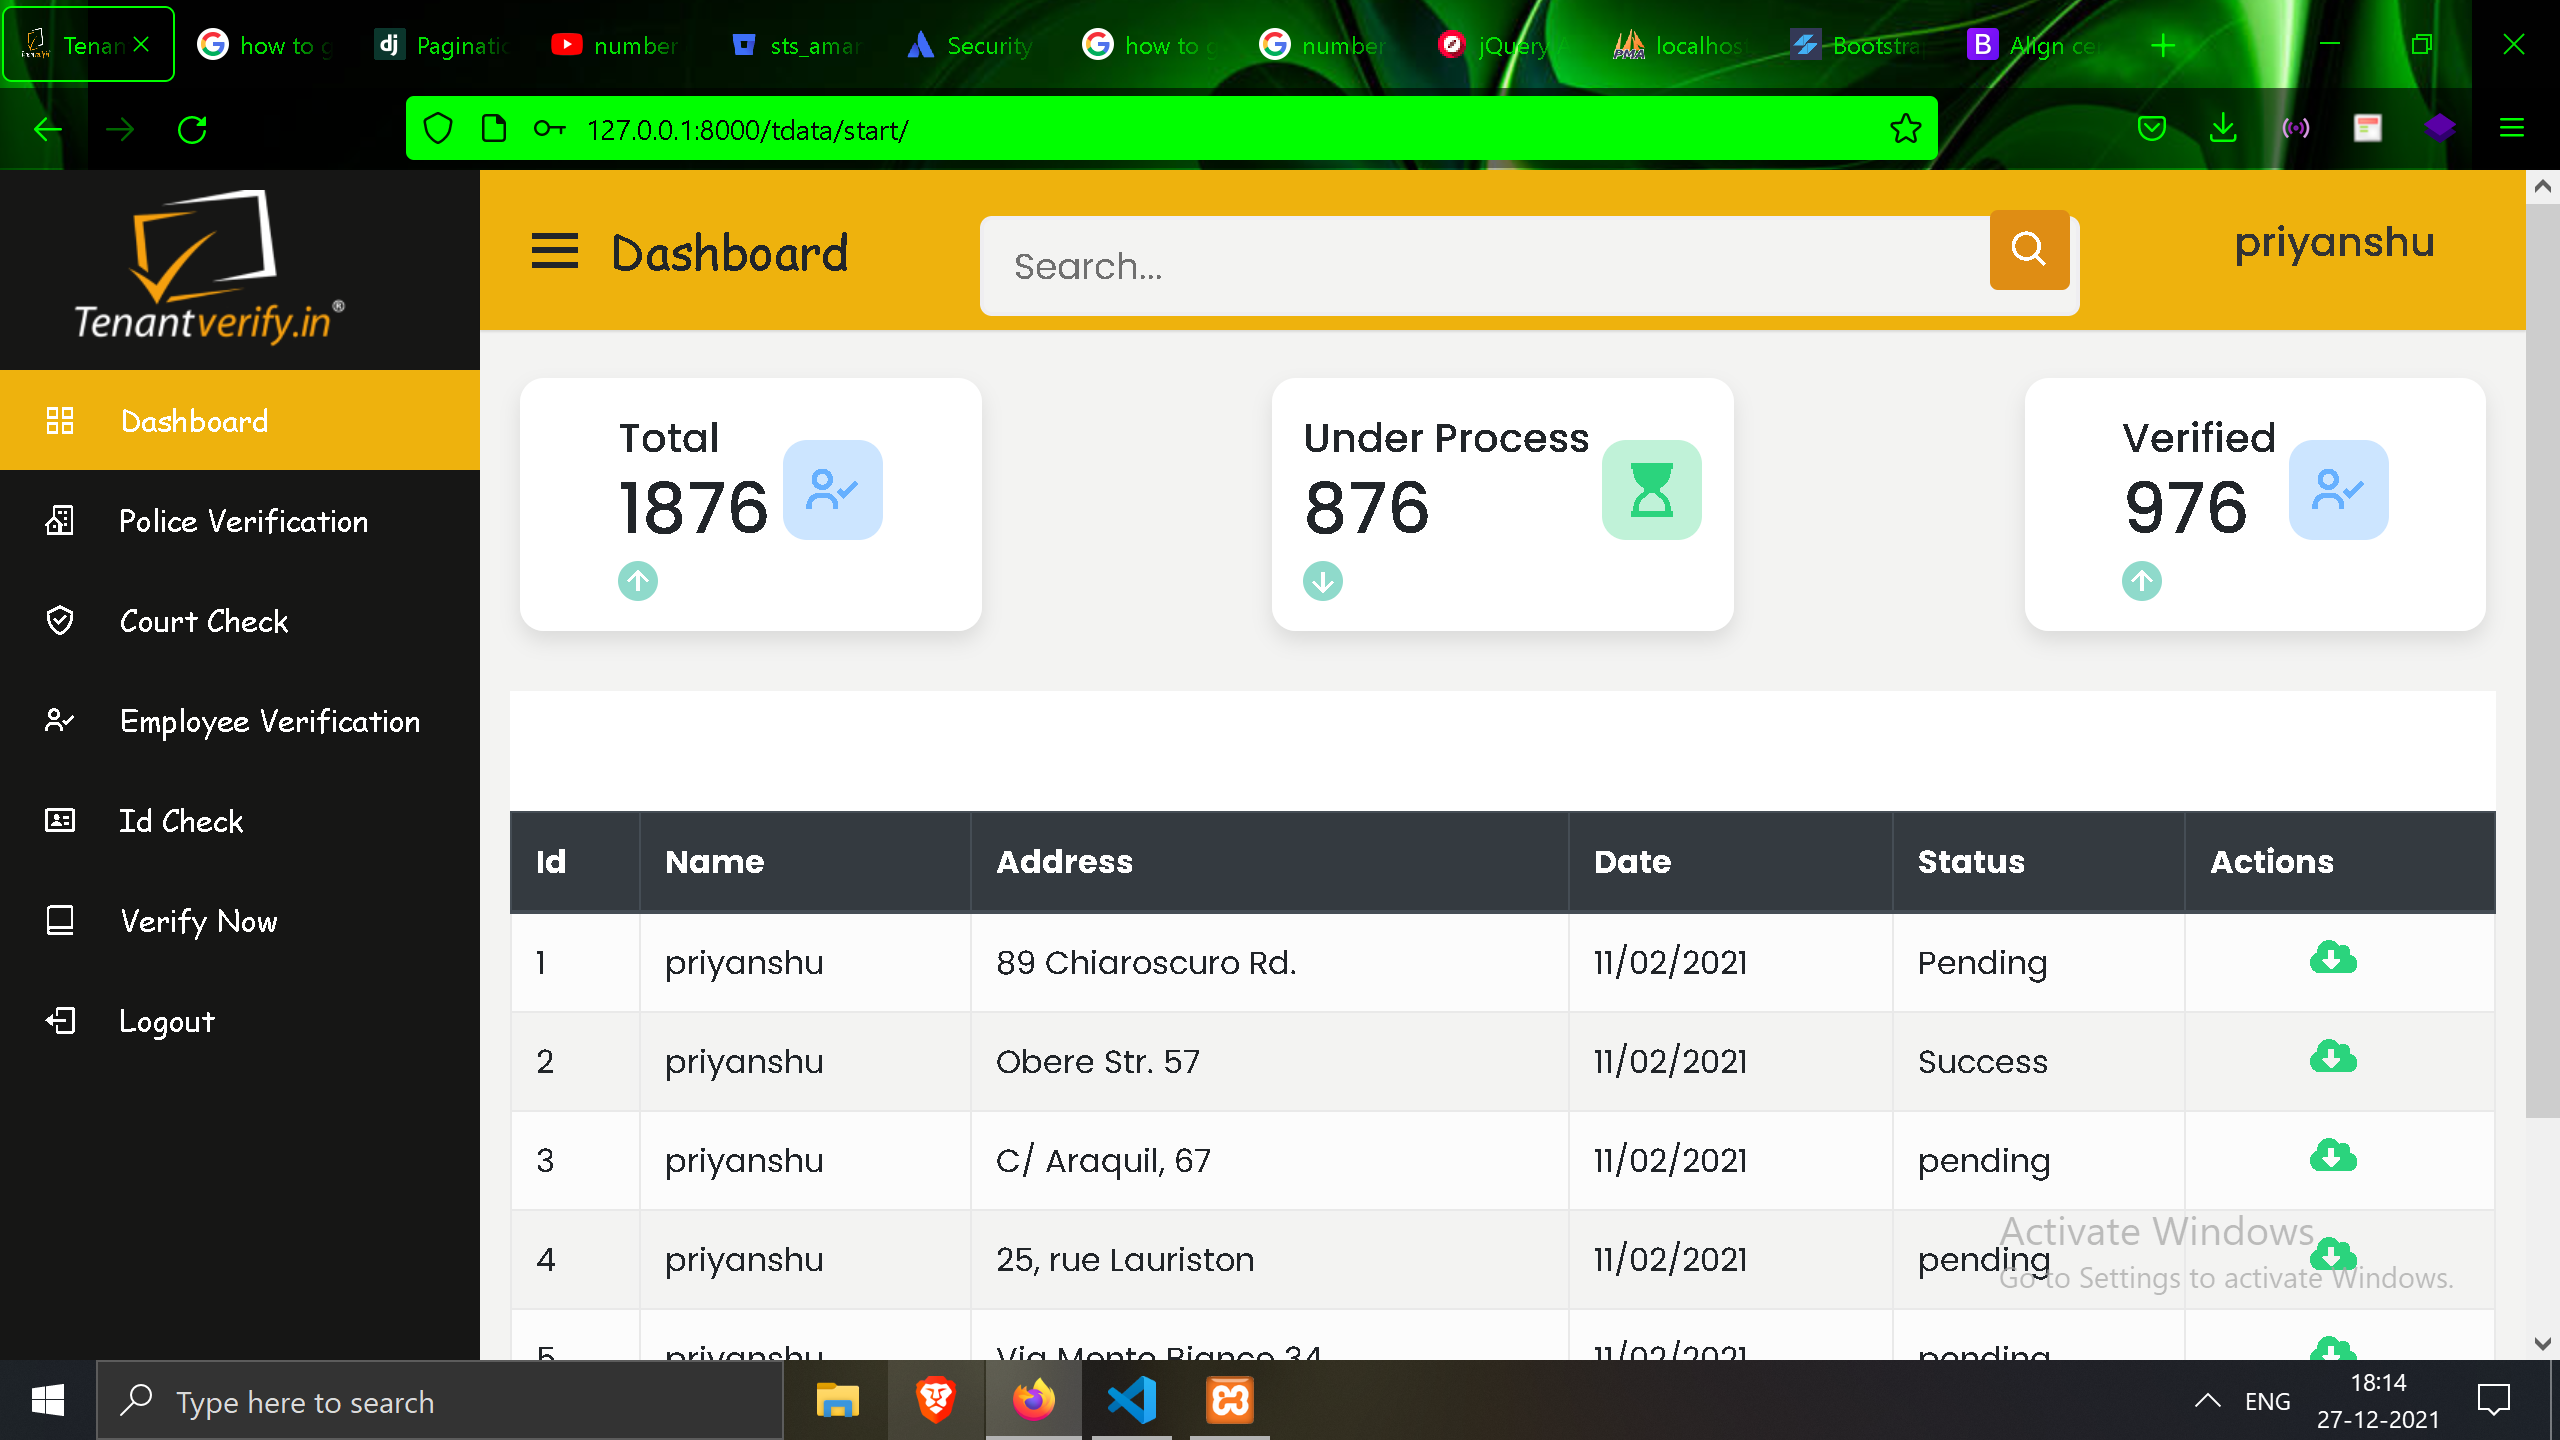 Tenan how to g Paginatio number sts_amar Security how to g number jQuery A localhost Bootstra Align ce
127.0.0.1:8000/tdata/start/
Tenantverify.in®
Dashboard Search... priyanshu
Dashboard
Police Verification
Court Check
Employee Verification
Id Check
Verify Now
Logout
Total Under Process Verified
1876 876 976
Id Name Address Date Status Actions
1 priyanshu 89 Chiaroscuro Rd. 11/02/2021 Pending
2 priyanshu Obere Str. 57 11/02/2021 Success
3 priyanshu C/ Araquil, 67 11/02/2021 pending
4 priyanshu 25, rue Lauriston 11/02/2021 pending
5 priyanshu Via Monte Bianco 34 11/02/2021 pending
Activate Windows
Go to Settings to activate Windows.
Type here to search
ENG
18:14
27-12-2021